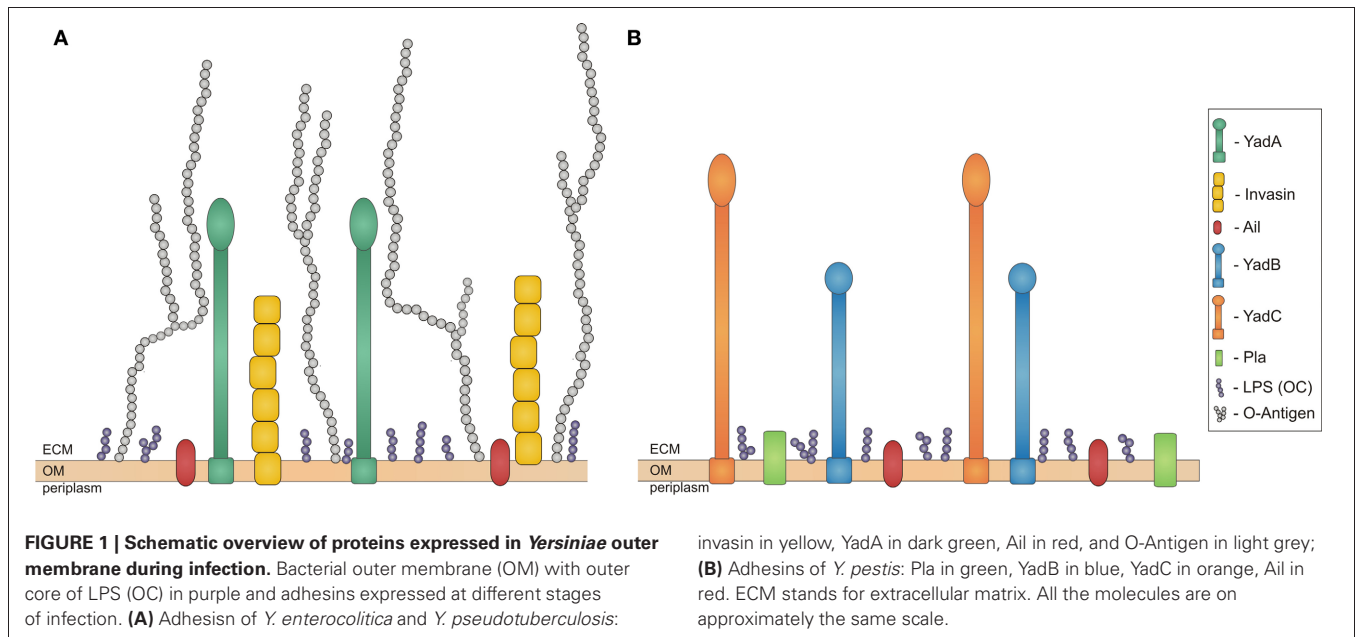 A
B
ECM
OM
periplasm
ECM
OM
periplasm
- YadA
- Invasin
- Ail
- YadB
- YadC
- Pla
- LPS (OC)
- O-Antigen
FIGURE 1 | Schematic overview of proteins expressed in Yersiniae outer
membrane during infection. Bacterial outer membrane (OM) with outer
core of LPS (OC) in purple and adhesins expressed at different stages
of infection. (A) Adhesisn of Y. enterocolitica and Y. pseudotuberculosis:
invasin in yellow, YadA in dark green, Ail in red, and O-Antigen in light grey;
(B) Adhesins of Y. pestis: Pla in green, YadB in blue, YadC in orange, Ail in
red. ECM stands for extracellular matrix. All the molecules are on
approximately the same scale.